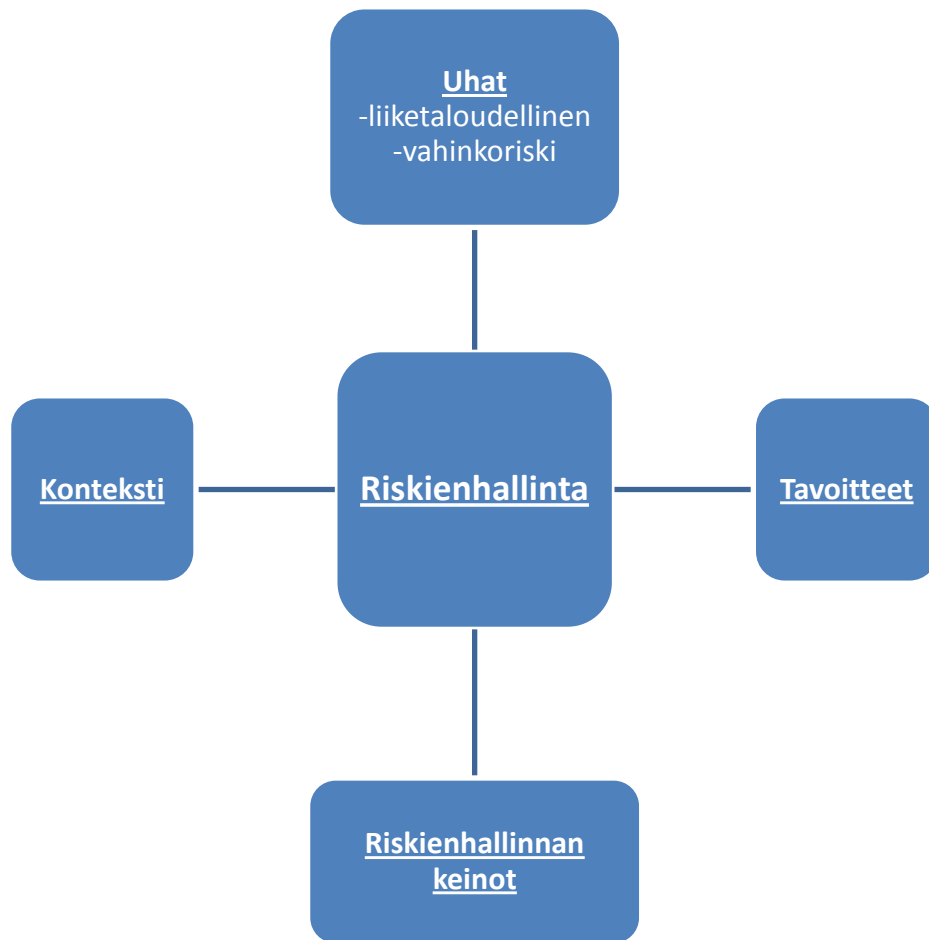 Uhat
-liiketaloudellinen
-vahinkoriski
Konteksti
Riskienhallinta
Tavoitteet
Riskienhallinnan
keinot